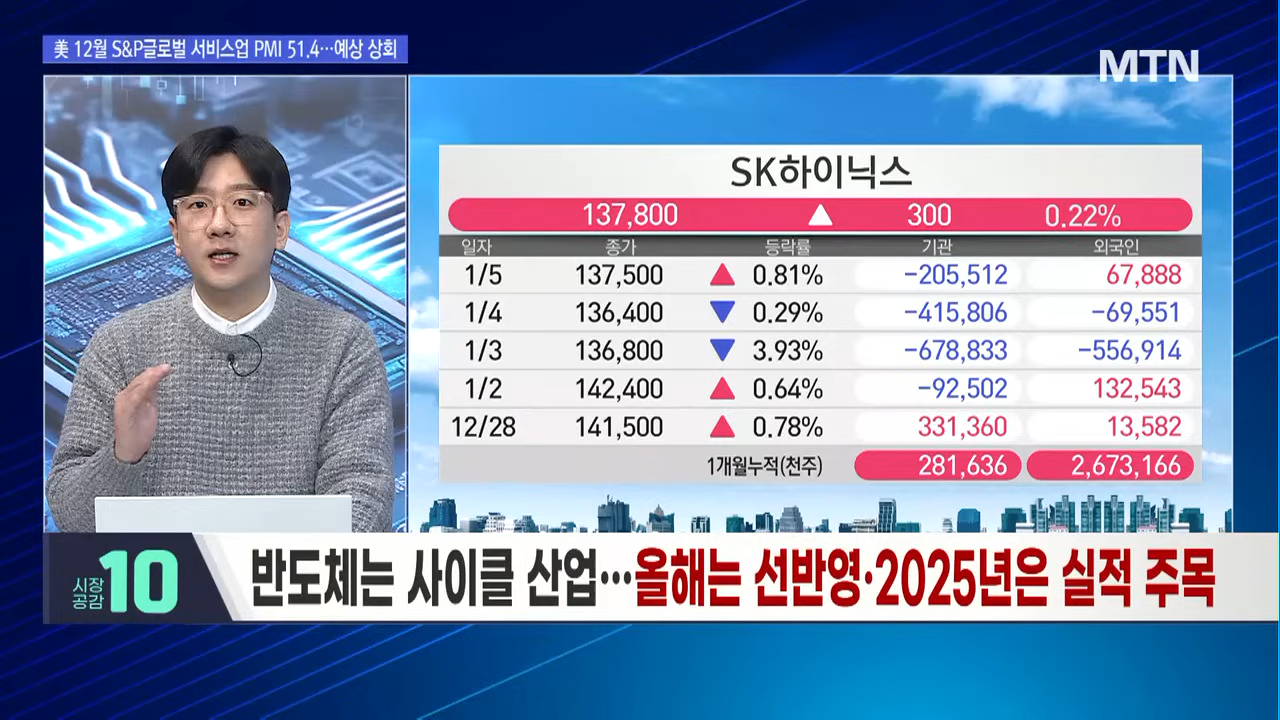 美 12월 S&P글로벌 서비스업 PMI 51.4…예상 상회
MTN
SK하이닉스
137,800 ▲ 300 0.22%
일자 종가 등락률 기관 외국인
1/5 137,500 ▲ 0.81% -205,512 67,888
1/4 136,400 ▼ 0.29% -415,806 -69,551
1/3 136,800 ▼ 3.93% -678,833 -556,914
1/2 142,400 ▲ 0.64% -92,502 132,543
12/28 141,500 ▲ 0.78% 331,360 13,582
1개월누적(천주) 281,636 2,673,166
시장공감 10
반도체는 사이클 산업…올해는 선반영·2025년은 실적 주목